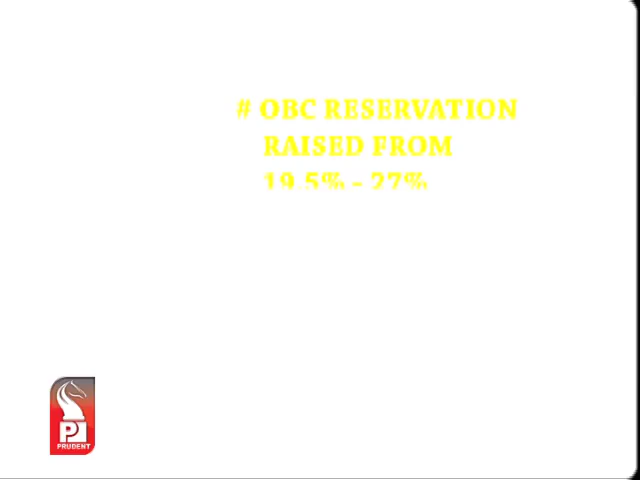 # OBC RESERVATION
RAISED FROM
19.5% - 27%
P
PRUDENT